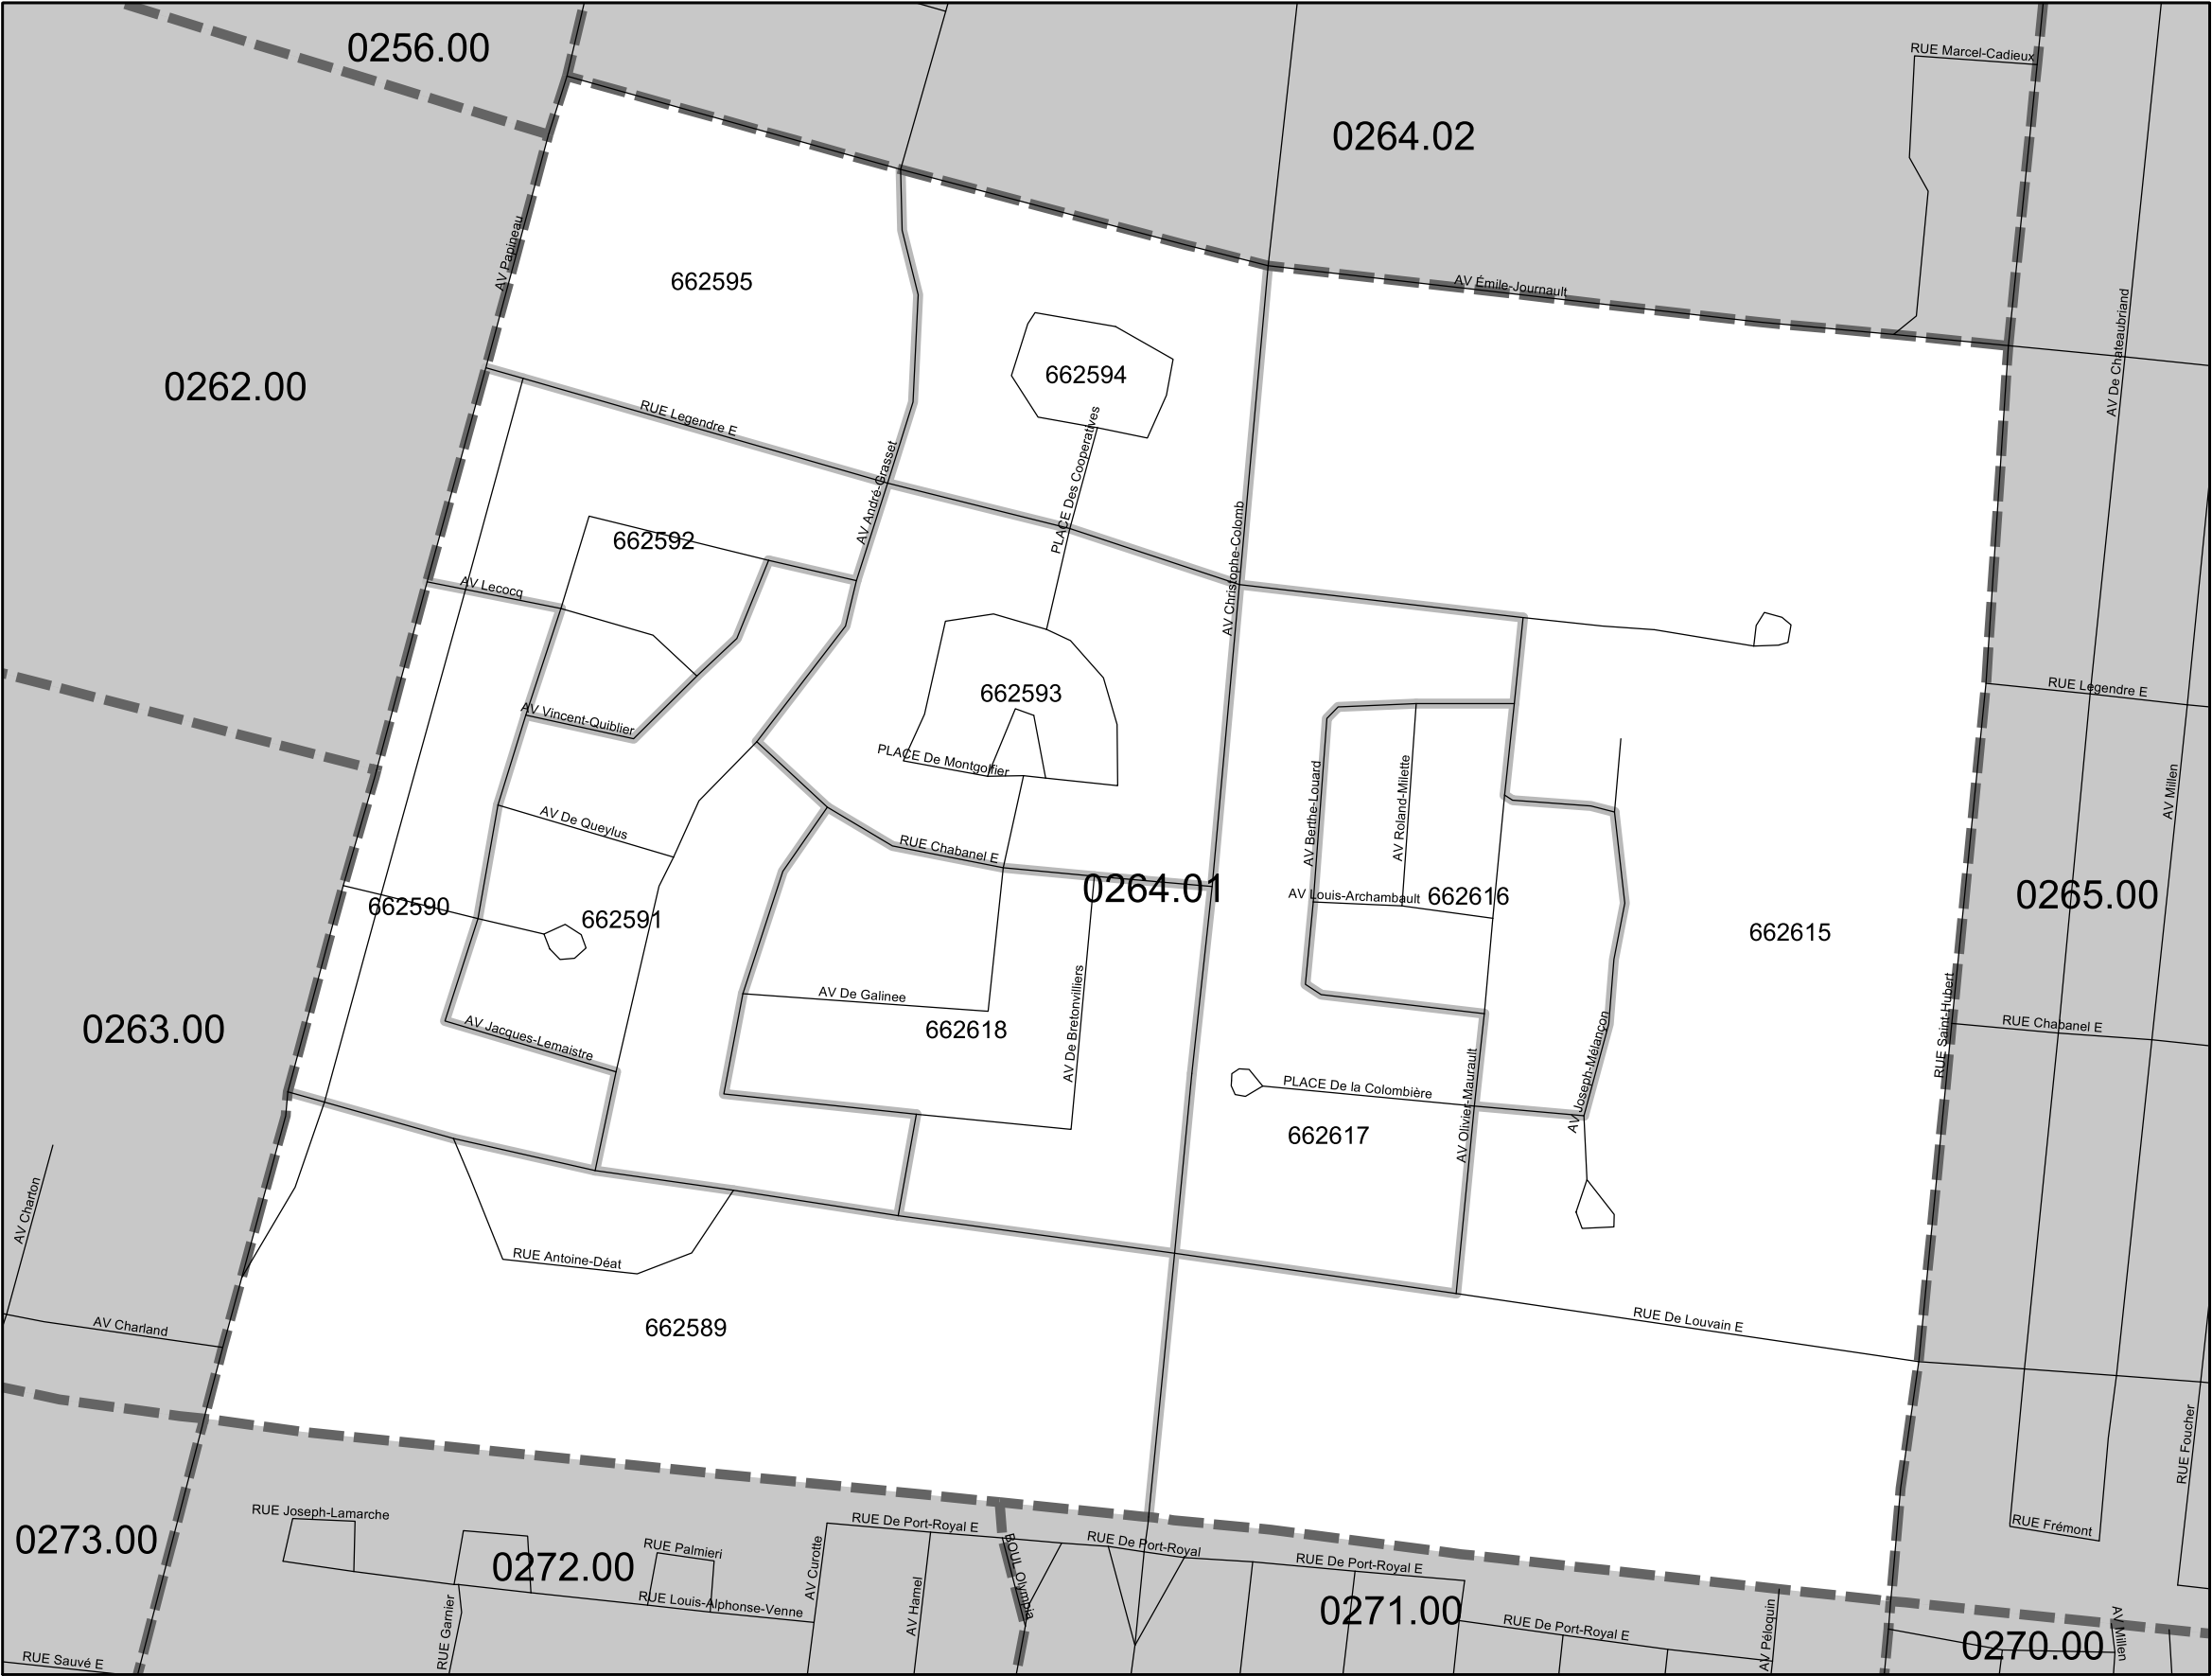 0256.00
RUE Marcel-Cadieux
0264.02
AV Papineau
662595
AV Émile-Journault
AV De Chateaubriand
662594
0262.00
RUE Legendre E
PLACE Des Cooperatives
AV André-Grasset
AV Christophe-Colomb
662592
AV Lecocq
662593
RUE Legendre E
AV Vincent-Quiblier
PLACE De Montgolfier
AV Berthe-Louard
AV Roland-Milette
AV Millen
AV De Queylus
RUE Chabanel E
0264.01
AV Louis-Archambault
662616
0265.00
662590
662591
662615
AV De Galinee
662618
AV De Bretonvilliers
RUE Saint-Hubert
RUE Chabanel E
0263.00
AV Jacques-Lemaistre
PLACE De la Colombière
AV Olivier-Maurault
AV Joseph-Mélançon
662617
AV Charton
RUE Antoine-Déat
AV Charland
662589
RUE De Louvain E
RUE Foucher
RUE Frémont
RUE Joseph-Lamarche
0273.00
0272.00
RUE Palmieri
RUE Louis-Alphonse-Venne
RUE Garnier
AV Curotte
RUE De Port-Royal E
AV Hamel
BOUL Olympia
RUE De Port-Royal
RUE De Port-Royal E
0271.00
RUE De Port-Royal E
AV Péloquin
0270.00
AV Millen
RUE Sauvé E